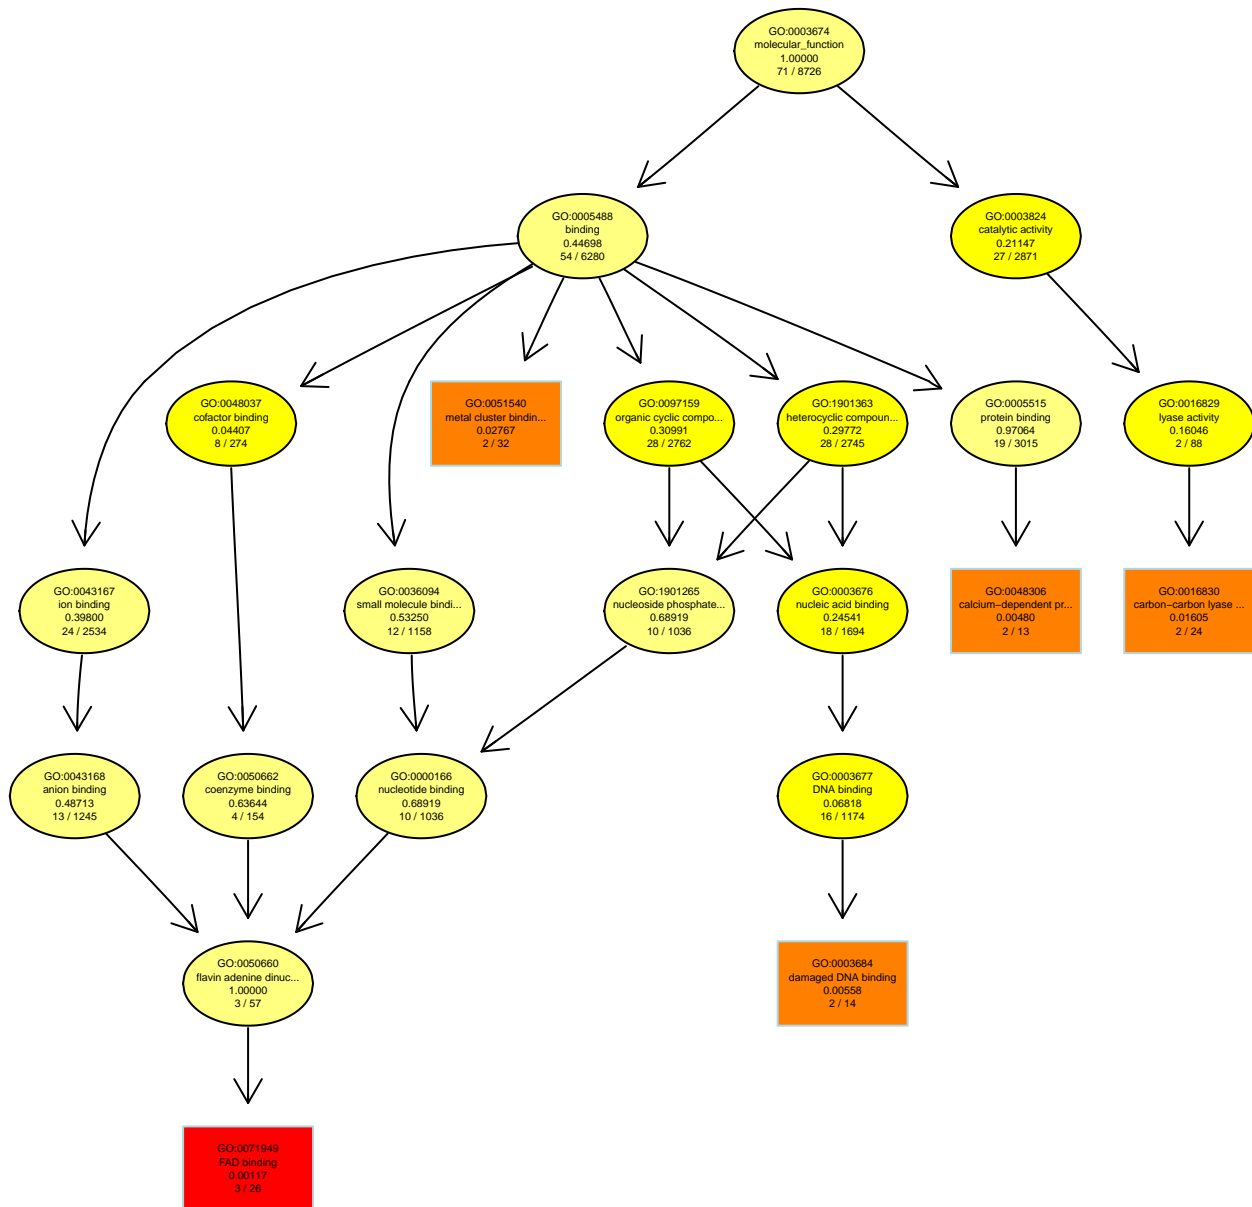 GO:0003674
molecular_function
1.00000
71 / 8726
GO:0005488
binding
0.44698
54 / 6280
GO:0003824
catalytic activity
0.21147
27 / 2871
GO:0048037
cofactor binding
0.04407
8 / 274
GO:0051540
metal cluster bindin...
0.02767
2 / 32
GO:0097159
organic cyclic compo...
0.30991
28 / 2762
GO:1901363
heterocyclic compoun...
0.29772
28 / 2745
GO:0005515
protein binding
0.97064
19 / 3015
GO:0016829
lyase activity
0.16046
2 / 88
GO:0043167
ion binding
0.39800
24 / 2534
GO:0036094
small molecule bindi...
0.53250
12 / 1158
GO:1901265
nucleoside phosphate...
0.68919
10 / 1036
GO:0003676
nucleic acid binding
0.24541
18 / 1694
GO:0048306
calcium−dependent pr...
0.00480
2 / 13
GO:0016830
carbon−carbon lyase ...
0.01605
2 / 24
GO:0043168
anion binding
0.48713
13 / 1245
GO:0050662
coenzyme binding
0.63644
4 / 154
GO:0000166
nucleotide binding
0.68919
10 / 1036
GO:0003677
DNA binding
0.06818
16 / 1174
GO:0050660
flavin adenine dinuc...
1.00000
3 / 57
GO:0003684
damaged DNA binding
0.00558
2 / 14
GO:0071949
FAD binding
0.00117
3 / 26